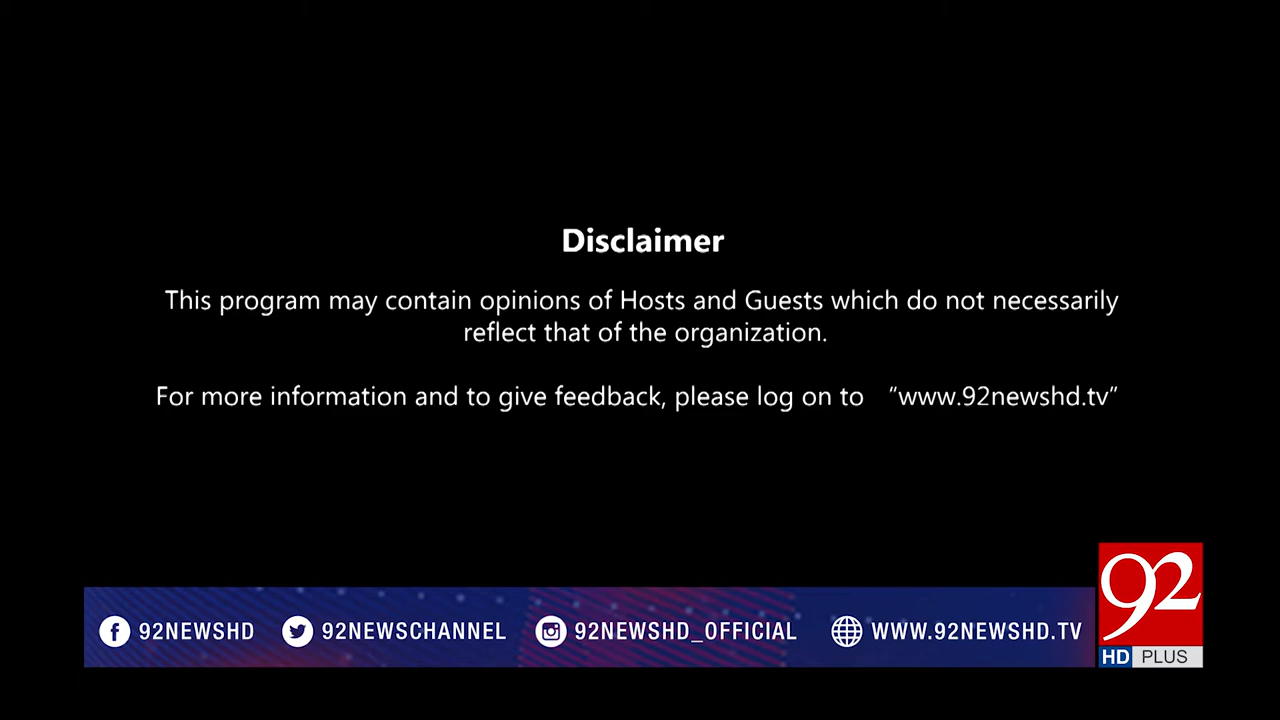 Disclaimer
This program may contain opinions of Hosts and Guests which do not necessarily
reflect that of the organization.
For more information and to give feedback, please log on to "www.92newshd.tv"
92NEWSHD
92NEWSCHANNEL
92NEWSHD_OFFICIAL
WWW.92NEWSHD.TV
92
HD PLUS